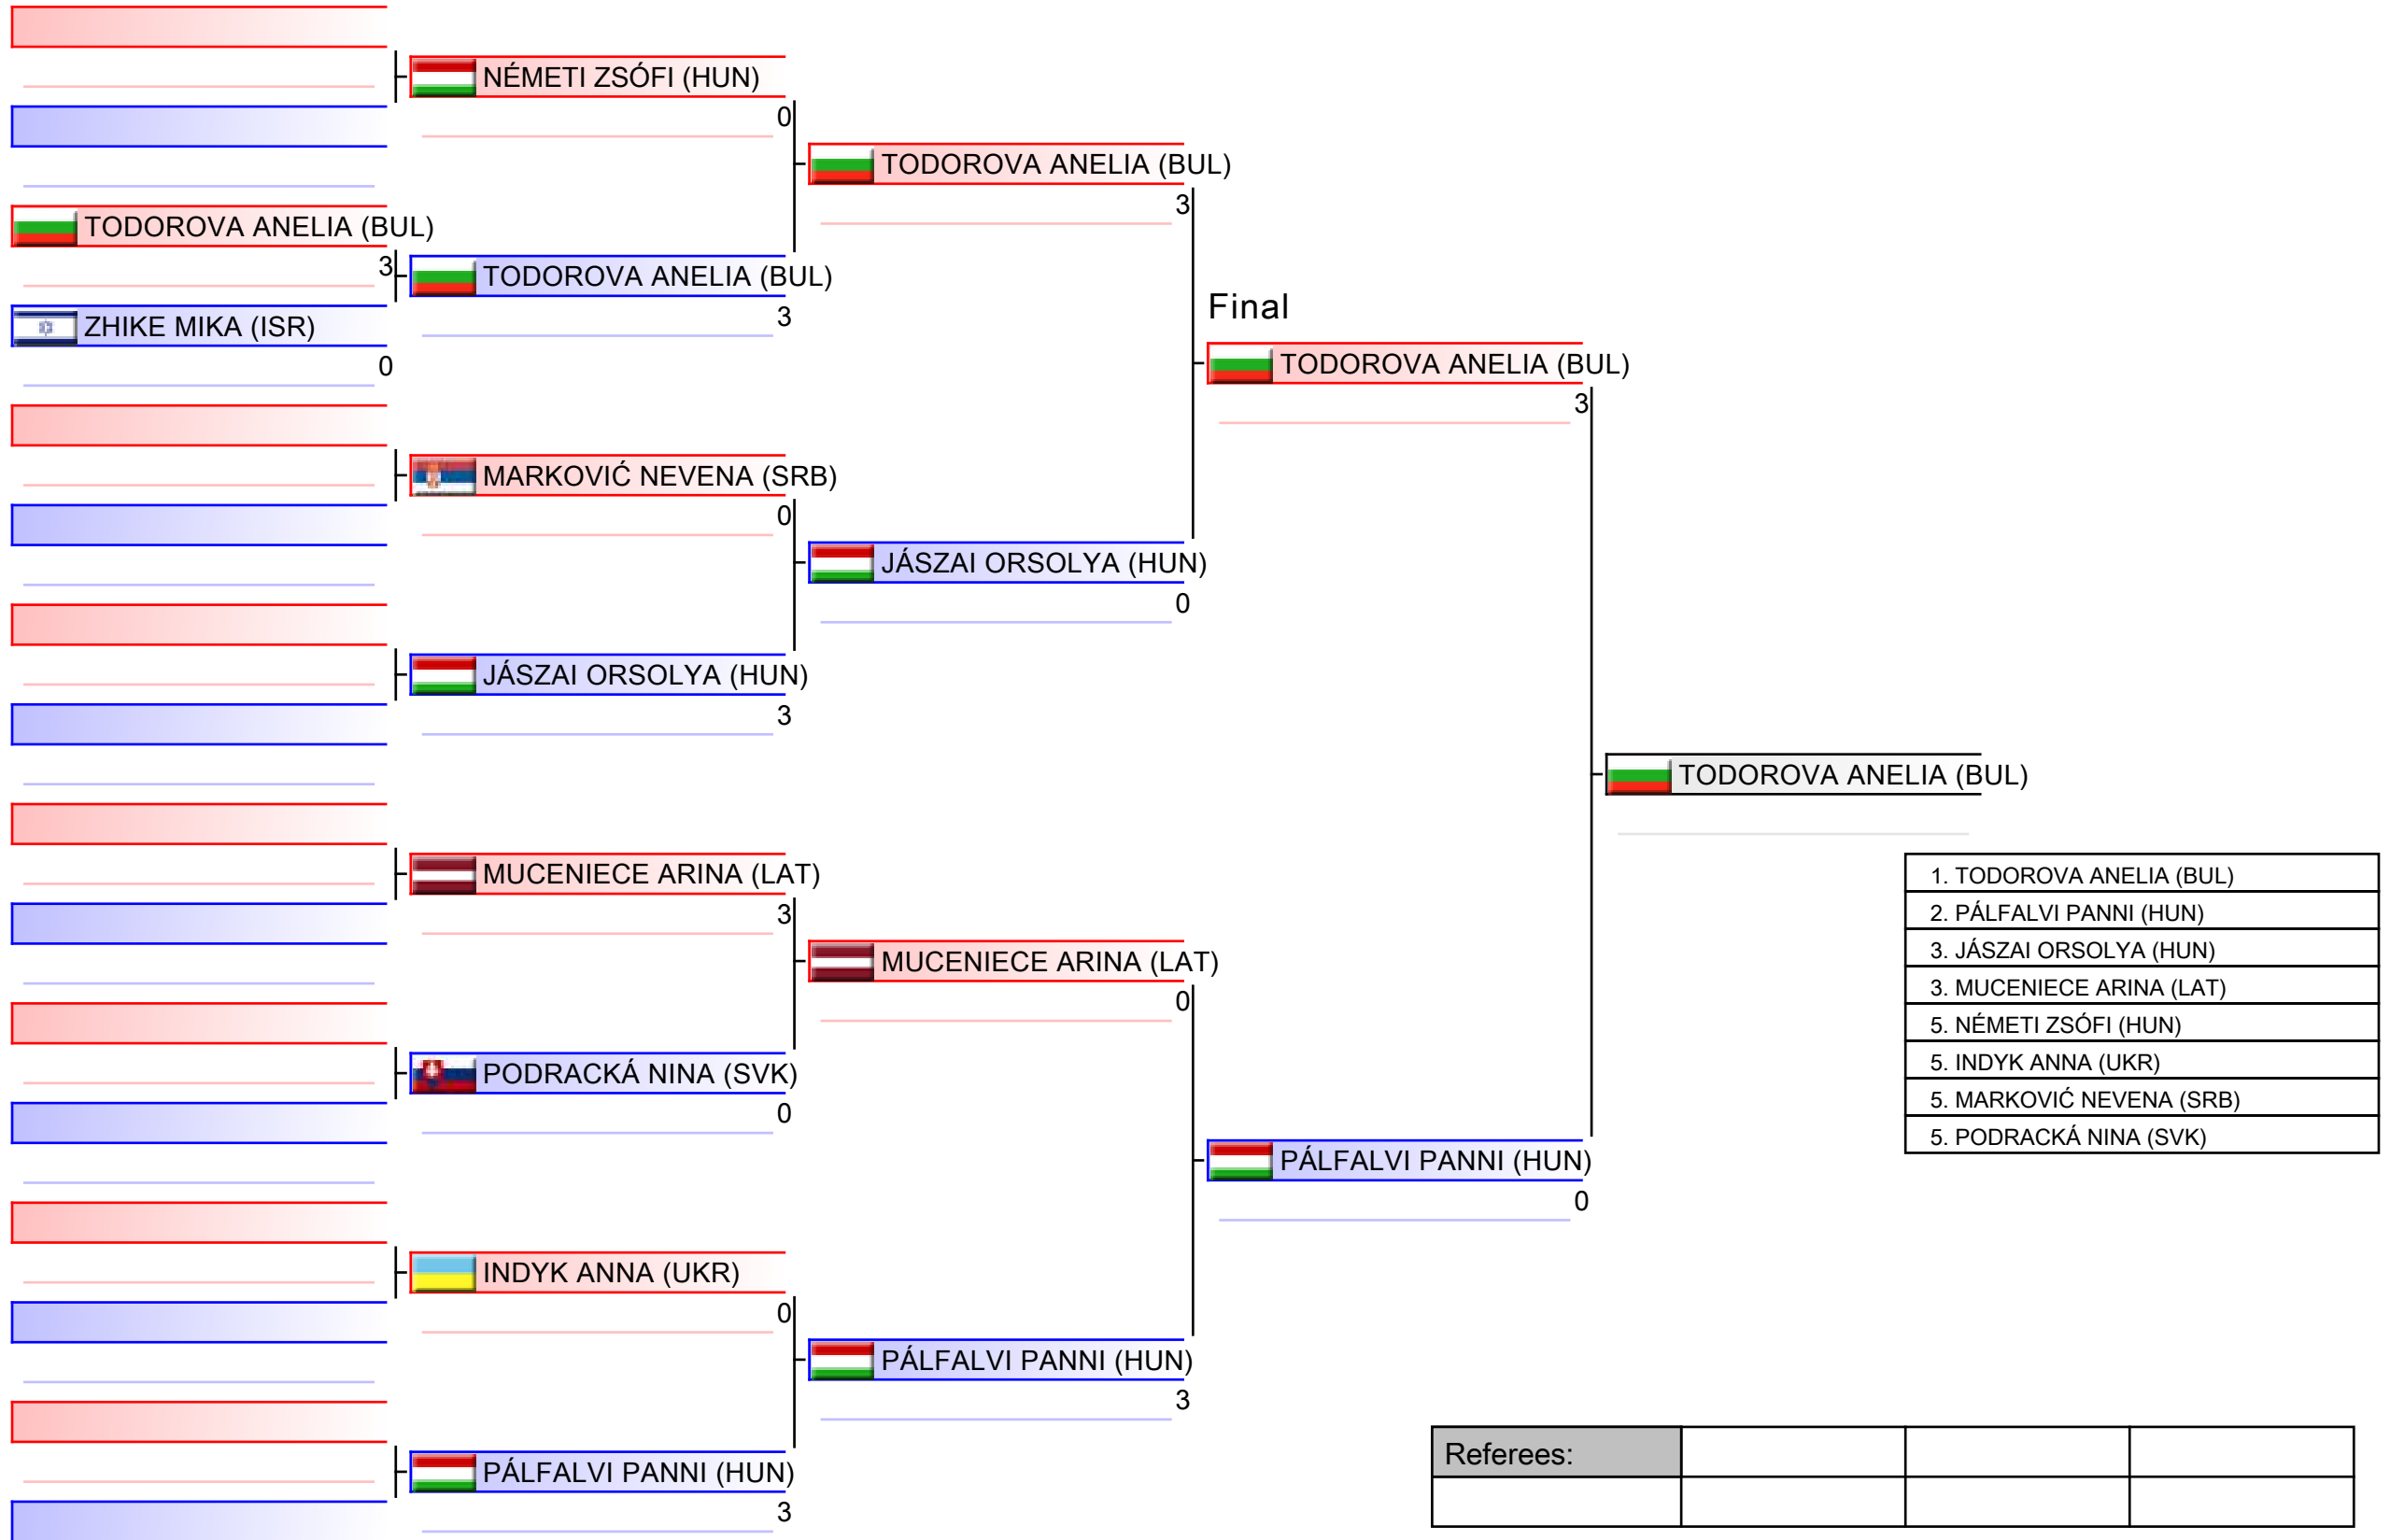 NÉMETI ZSÓFI (HUN)
0
TODOROVA ANELIA (BUL)
3
TODOROVA ANELIA (BUL)
3
TODOROVA ANELIA (BUL)
3
ZHIKE MIKA (ISR)
0
Final
TODOROVA ANELIA (BUL)
3
MARKOVIĆ NEVENA (SRB)
0
JÁSZAI ORSOLYA (HUN)
0
JÁSZAI ORSOLYA (HUN)
3
TODOROVA ANELIA (BUL)
MUCENIECE ARINA (LAT)
3
MUCENIECE ARINA (LAT)
0
PODRACKÁ NINA (SVK)
0
PÁLFALVI PANNI (HUN)
0
INDYK ANNA (UKR)
0
PÁLFALVI PANNI (HUN)
3
PÁLFALVI PANNI (HUN)
3
1. TODOROVA ANELIA (BUL)
2. PÁLFALVI PANNI (HUN)
3. JÁSZAI ORSOLYA (HUN)
3. MUCENIECE ARINA (LAT)
5. NÉMETI ZSÓFI (HUN)
5. INDYK ANNA (UKR)
5. MARKOVIĆ NEVENA (SRB)
5. PODRACKÁ NINA (SVK)
Referees: